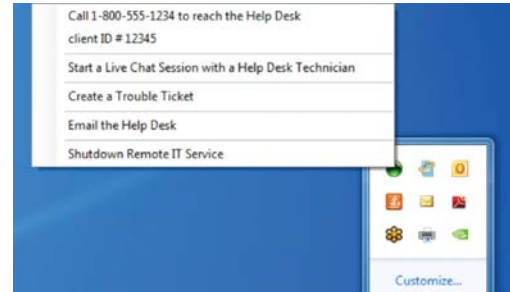 Call 1-800-555-1234 to reach the Help Desk
client ID # 12345
Start a Live Chat Session with a Help Desk Technician
Create a Trouble Ticket
Email the Help Desk
Shutdown Remote IT Service
Customize...